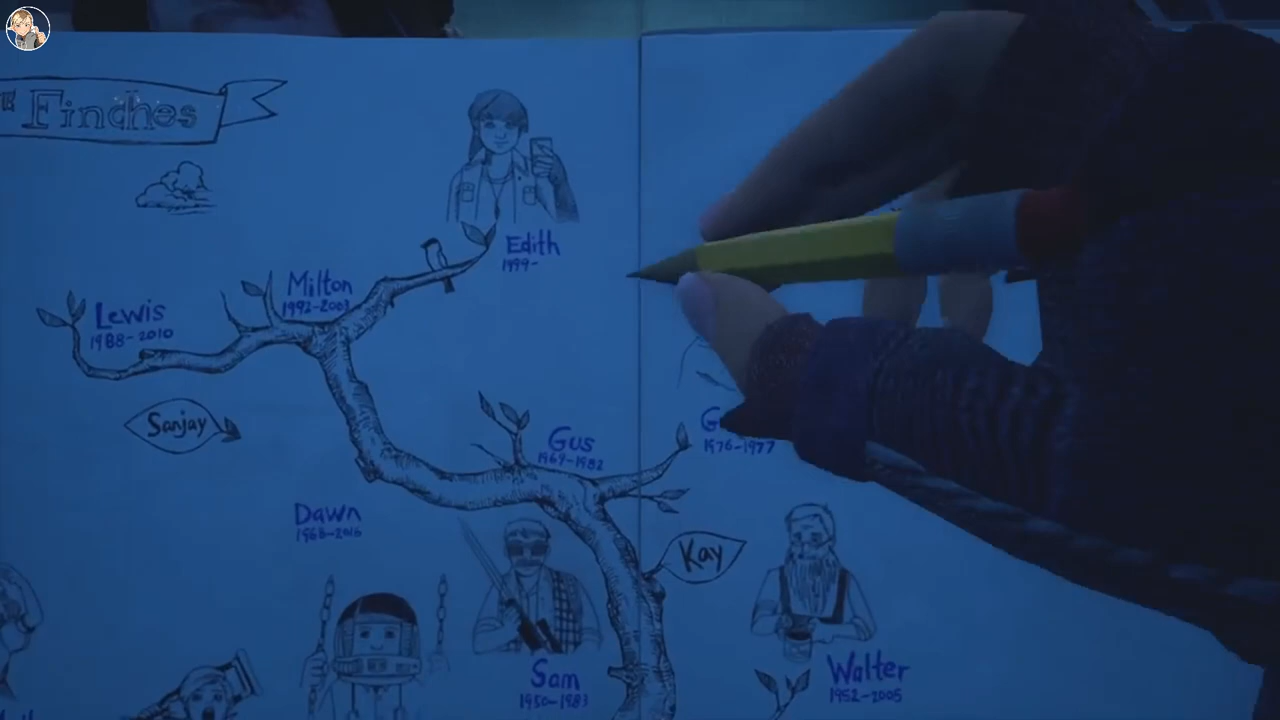 Finches
Edith
1999-
Milton
1992-2003
Lewis
1988-2010
Sanjay
Gus
1969-1982
G
1976-1977
Dawn
1968-2016
Kay
Sam
1950-1983
Walter
1952-2005